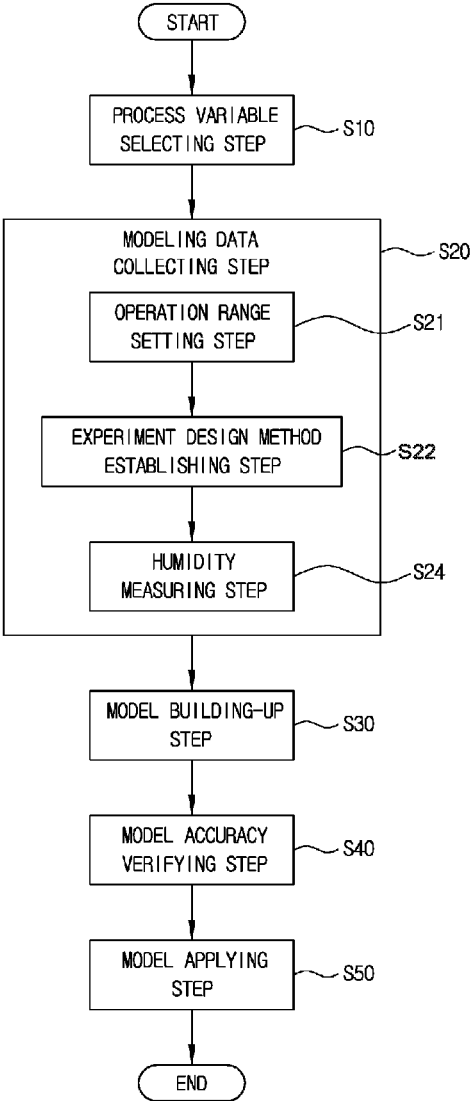 START
PROCESS VARIABLE
SELECTING STEP
S10
MODELING DATA
COLLECTING STEP
S20
OPERATION RANGE
SETTING STEP
S21
EXPERIMENT DESIGN METHOD
ESTABLISHING STEP
S22
HUMIDITY
MEASURING STEP
S24
MODEL BUILDING-UP
STEP
S30
MODEL ACCURACY
VERIFYING STEP
S40
MODEL APPLYING
STEP
S50
END